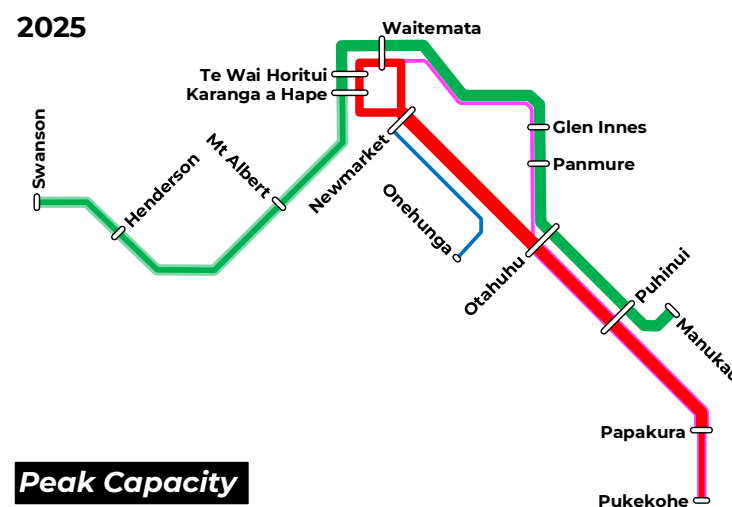 2025
Waitemata
Te Wai Horitui
Karanga a Hape
Glen Innes
Swanson
Henderson
Mt Albert
Newmarket
Panmure
Onehunga
Otahuhu
Puhinui
Manukau
Papakura
Pukekohe
Peak Capacity